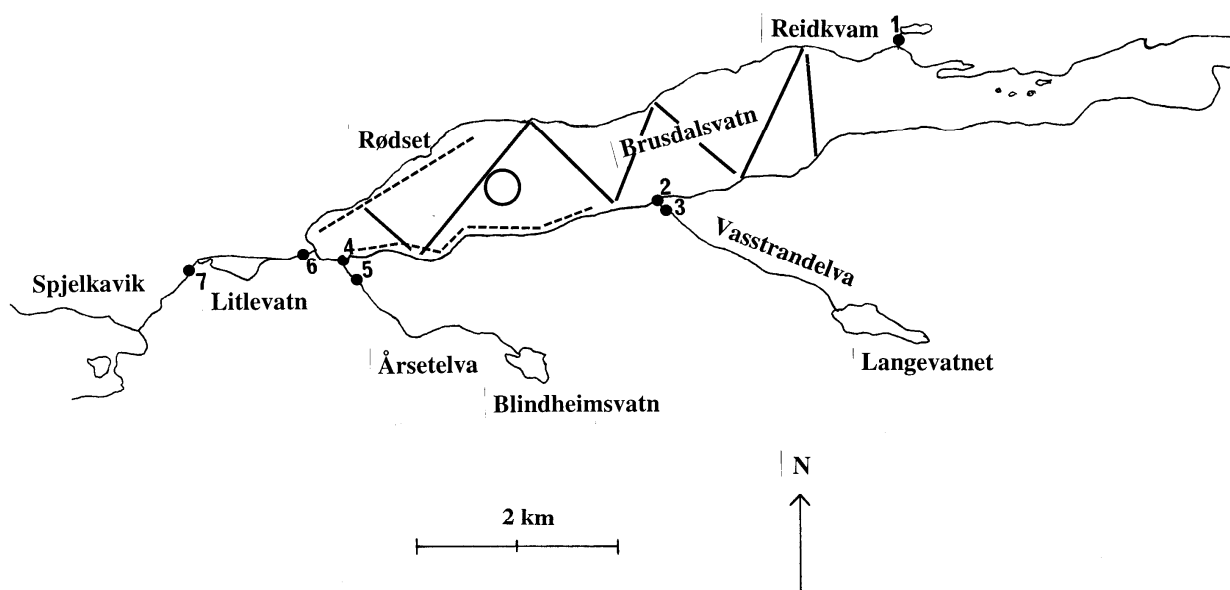 Reidkvam
1
Rødset
Brusdalsvatn
2
3
Vasstrandelva
4
5
6
7
Spjelkavik
Litlevatn
Årsetelva
Blindheimsvatn
Langevatnet
N
2 km